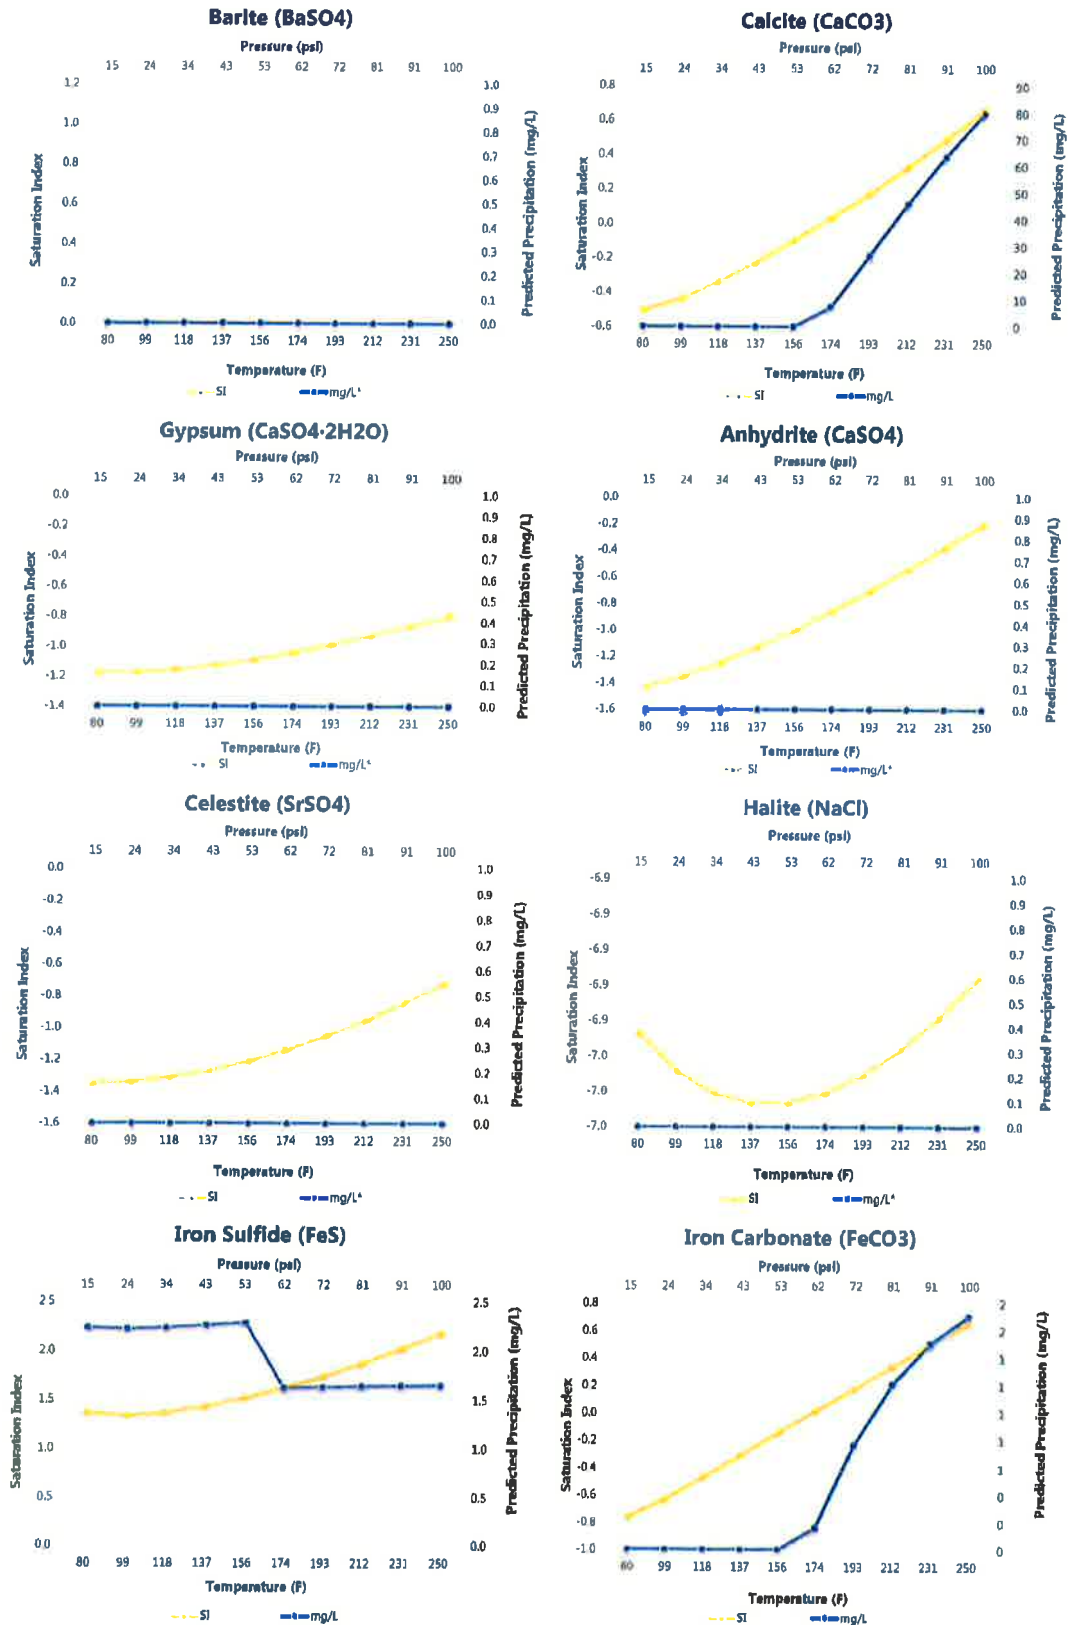 Barite (BaSO4)
Pressure (psi)
15 24 34 43 53 62 72 81 91 100
1.2
1.0
0.8
0.6
0.4
0.2
0.0
Saturation Index
1.0
0.9
0.8
0.7
0.6
0.5
0.4
0.3
0.2
0.1
0.0
Predicted Precipitation (mg/L)
80 99 118 137 156 174 193 212 231 250
Temperature (F)
SI mg/L*
Calcite (CaCO3)
Pressure (psi)
15 24 34 43 53 62 72 81 91 100
0.8
0.6
0.4
0.2
0.0
-0.2
-0.4
-0.6
Saturation Index
90
80
70
60
50
40
30
20
10
0
Predicted Precipitation (mg/L)
80 99 118 137 156 174 193 212 231 250
Temperature (F)
SI mg/L
Gypsum (CaSO4·2H2O)
Pressure (psi)
15 24 34 43 53 62 72 81 91 100
0.0
-0.2
-0.4
-0.6
-0.8
-1.0
-1.2
-1.4
Saturation Index
1.0
0.9
0.8
0.7
0.6
0.5
0.4
0.3
0.2
0.1
0.0
Predicted Precipitation (mg/L)
80 99 118 137 156 174 193 212 231 250
Temperature (F)
SI mg/L*
Anhydrite (CaSO4)
Pressure (psi)
15 24 34 43 53 62 72 81 91 100
0.0
-0.2
-0.4
-0.6
-0.8
-1.0
-1.2
-1.4
-1.6
Saturation Index
1.0
0.9
0.8
0.7
0.6
0.5
0.4
0.3
0.2
0.1
0.0
Predicted Precipitation (mg/L)
80 99 118 137 156 174 193 212 231 250
Temperature (F)
SI mg/L*
Celestite (SrSO4)
Pressure (psi)
15 24 34 43 53 62 72 81 91 100
0.0
-0.2
-0.4
-0.6
-0.8
-1.0
-1.2
-1.4
-1.6
Saturation Index
1.0
0.9
0.8
0.7
0.6
0.5
0.4
0.3
0.2
0.1
0.0
Predicted Precipitation (mg/L)
80 99 118 137 156 174 193 212 231 250
Temperature (F)
SI mg/L*
Halite (NaCl)
Pressure (psi)
15 24 34 43 53 62 72 81 91 100
-6.9
-6.9
-6.9
-6.9
-6.9
-7.0
-7.0
-7.0
Saturation Index
1.0
0.9
0.8
0.7
0.6
0.5
0.4
0.3
0.2
0.1
0.0
Predicted Precipitation (mg/L)
80 99 118 137 156 174 193 212 231 250
Temperature (F)
SI mg/L*
Iron Sulfide (FeS)
Pressure (psi)
15 24 34 43 53 62 72 81 91 100
2.5
2.0
1.5
1.0
0.5
0.0
Saturation Index
2.5
2.0
1.5
1.0
0.5
0.0
Predicted Precipitation (mg/L)
80 99 118 137 156 174 193 212 231 250
Temperature (F)
SI mg/L
Iron Carbonate (FeCO3)
Pressure (psi)
15 24 34 43 53 62 72 81 91 100
0.8
0.6
0.4
0.2
0.0
-0.2
-0.4
-0.6
-0.8
-1.0
Saturation Index
2
2
1
1
1
1
1
0
0
0
Predicted Precipitation (mg/L)
80 99 118 137 156 174 193 212 231 250
Temperature (F)
SI mg/L